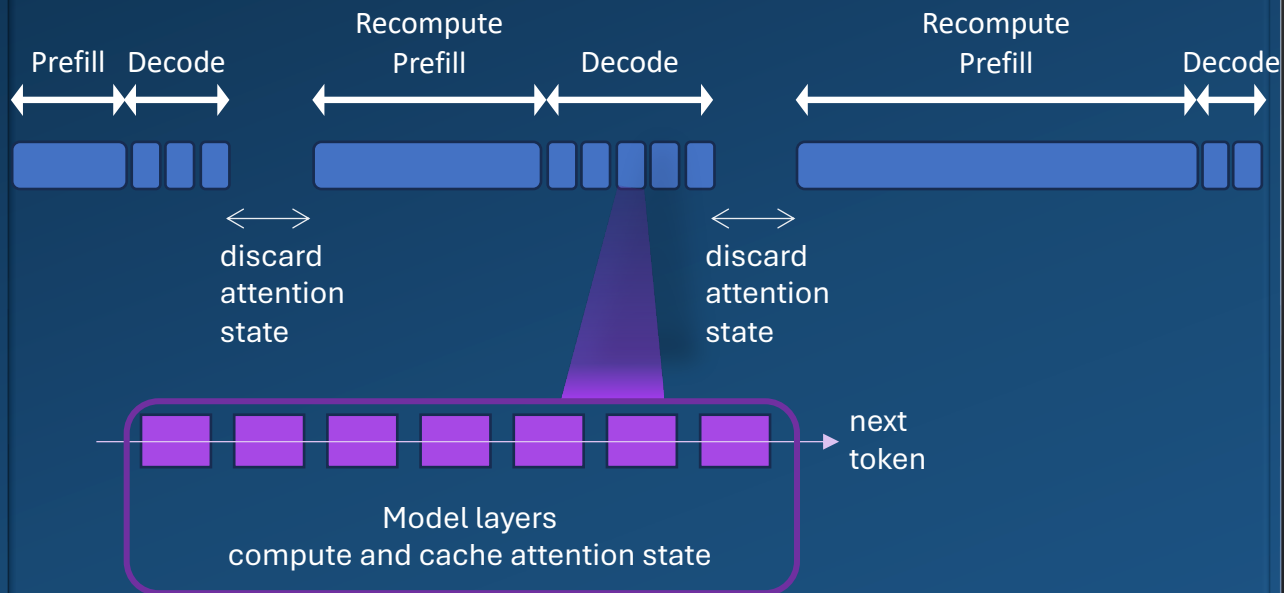 Prefill
Decode
Recompute
Prefill
Decode
Recompute
Prefill
Decode
discard
attention
state
discard
attention
state
next
token
Model layers
compute and cache attention state